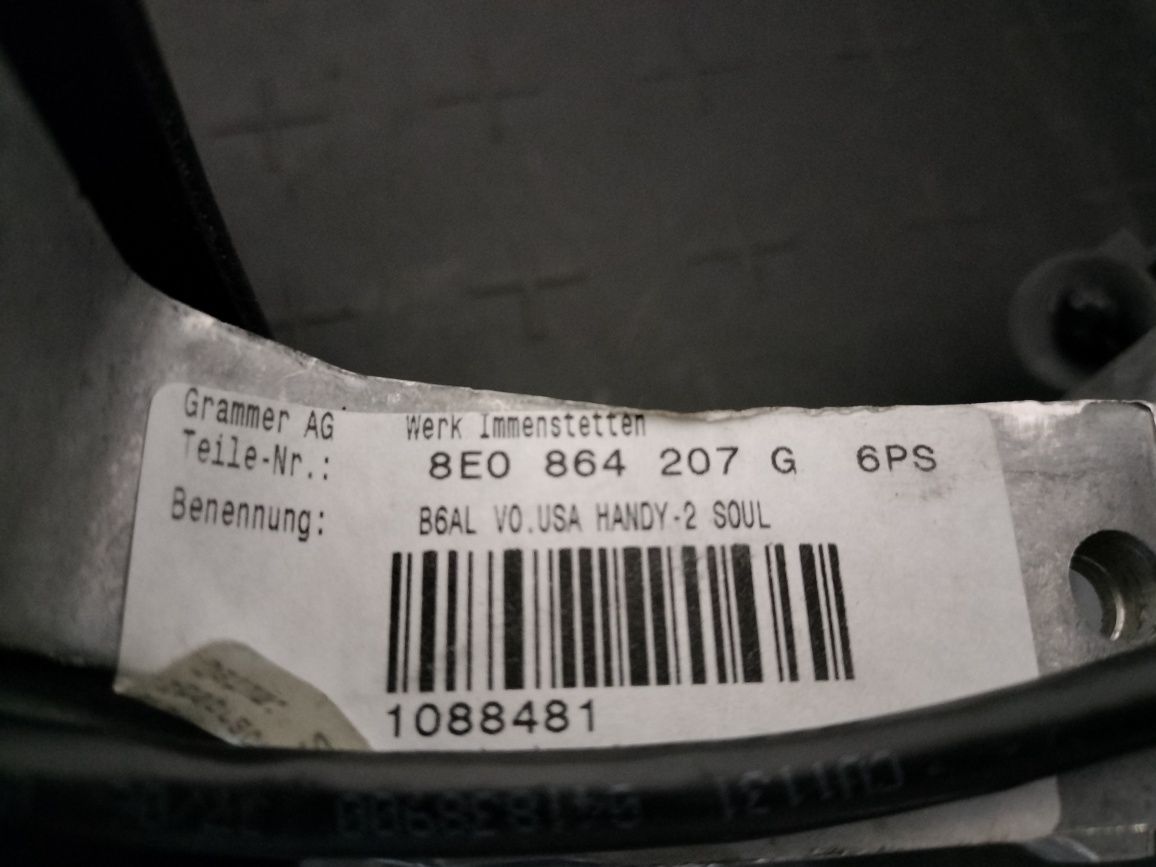 Grammer AG Werk Immenstetten
Teile-Nr.: 8E0 864 207 G 6PS
Benennung: B6AL VO.USA HANDY-2 SOUL
1088481